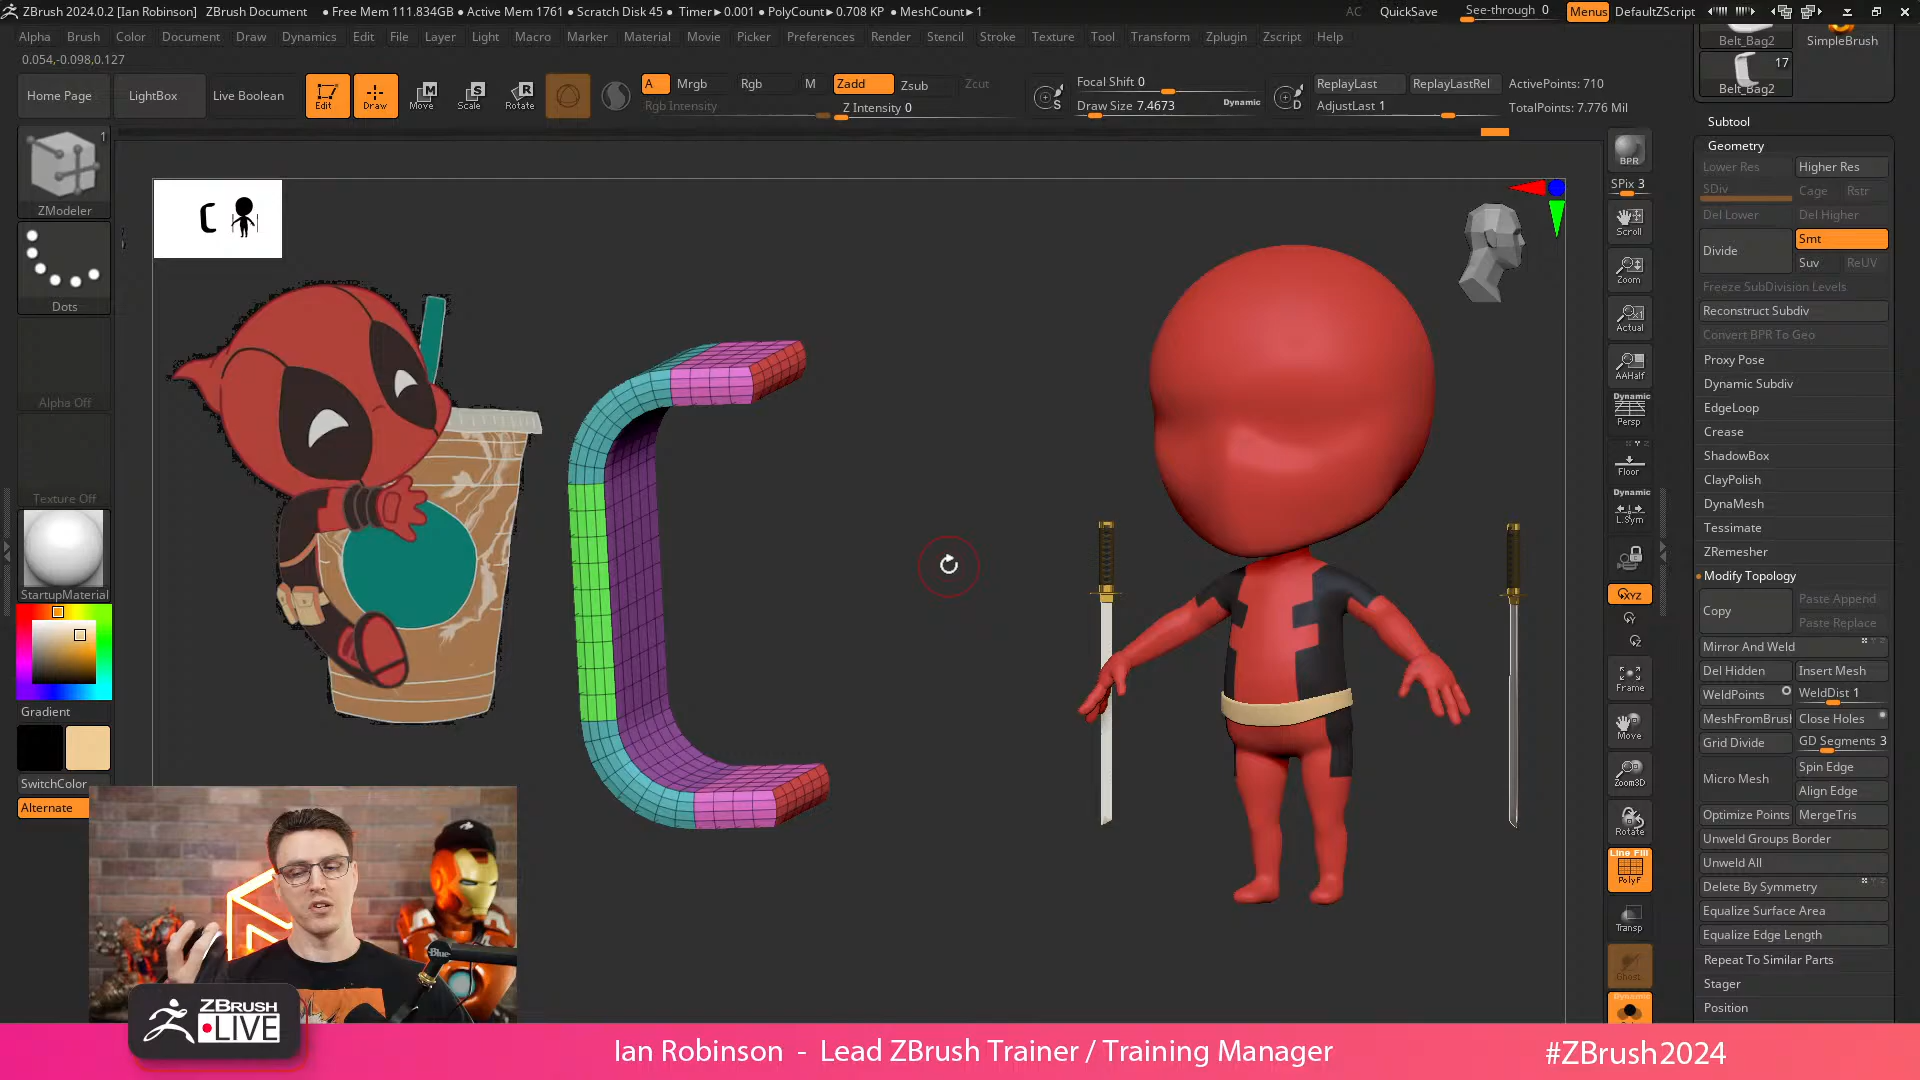 ZBrush 2024.0.2 [Ian Robinson]
ZBrush Document
● Free Mem 111.834GB ● Active Mem 1761 ● Scratch Disk 45 ● Timer►0.001 ● PolyCount►0.708 KP ● MeshCount►1
AC
QuickSave
See-through 0
Menus
DefaultZScript
Alpha Brush Color Document Draw Dynamics Edit File Layer Light Macro Marker Material Movie Picker Preferences Render Stencil Stroke Texture Tool Transform Zplugin Zscript Help
0.054,-0.098,0.127
Belt_Bag2
SimpleBrush
17
Belt_Bag2
Home Page
LightBox
Live Boolean
Edit
Draw
Move
Scale
Rotate
A
Mrgb
Rgb
M
Zadd
Zsub
Zcut
Rgb Intensity
Z Intensity 0
S
Focal Shift 0
Draw Size 7.4673
Dynamic
D
ReplayLast
ReplayLastRel
AdjustLast 1
ActivePoints: 710
TotalPoints: 7.776 Mil
1
ZModeler
Dots
Alpha Off
Texture Off
StartupMaterial
Gradient
SwitchColor
Alternate
BPR
SPix 3
Scroll
Zoom
Actual
AAHalf
Dynamic
Persp
Floor
Dynamic
L.Sym
XYZ
Frame
Move
Zoom3D
Rotate
Line Fill
PolyF
Transp
Ghost
Dynamic
Subtool
Geometry
Lower Res
Higher Res
SDiv
Cage
Rstr
Del Lower
Del Higher
Divide
Smt
Suv
ReUV
Freeze SubDivision Levels
Reconstruct Subdiv
Convert BPR To Geo
Proxy Pose
Dynamic Subdiv
EdgeLoop
Crease
ShadowBox
ClayPolish
DynaMesh
Tessimate
ZRemesher
Modify Topology
Copy
Paste Append
Paste Replace
Mirror And Weld
Del Hidden
Insert Mesh
WeldPoints
WeldDist 1
MeshFromBrush
Close Holes
Grid Divide
GD Segments 3
Micro Mesh
Spin Edge
Align Edge
Optimize Points
MergeTris
Unweld Groups Border
Unweld All
Delete By Symmetry
Equalize Surface Area
Equalize Edge Length
Repeat To Similar Parts
Stager
Position
Blue
ZBRUSH
LIVE
Ian Robinson - Lead ZBrush Trainer / Training Manager
#ZBrush2024